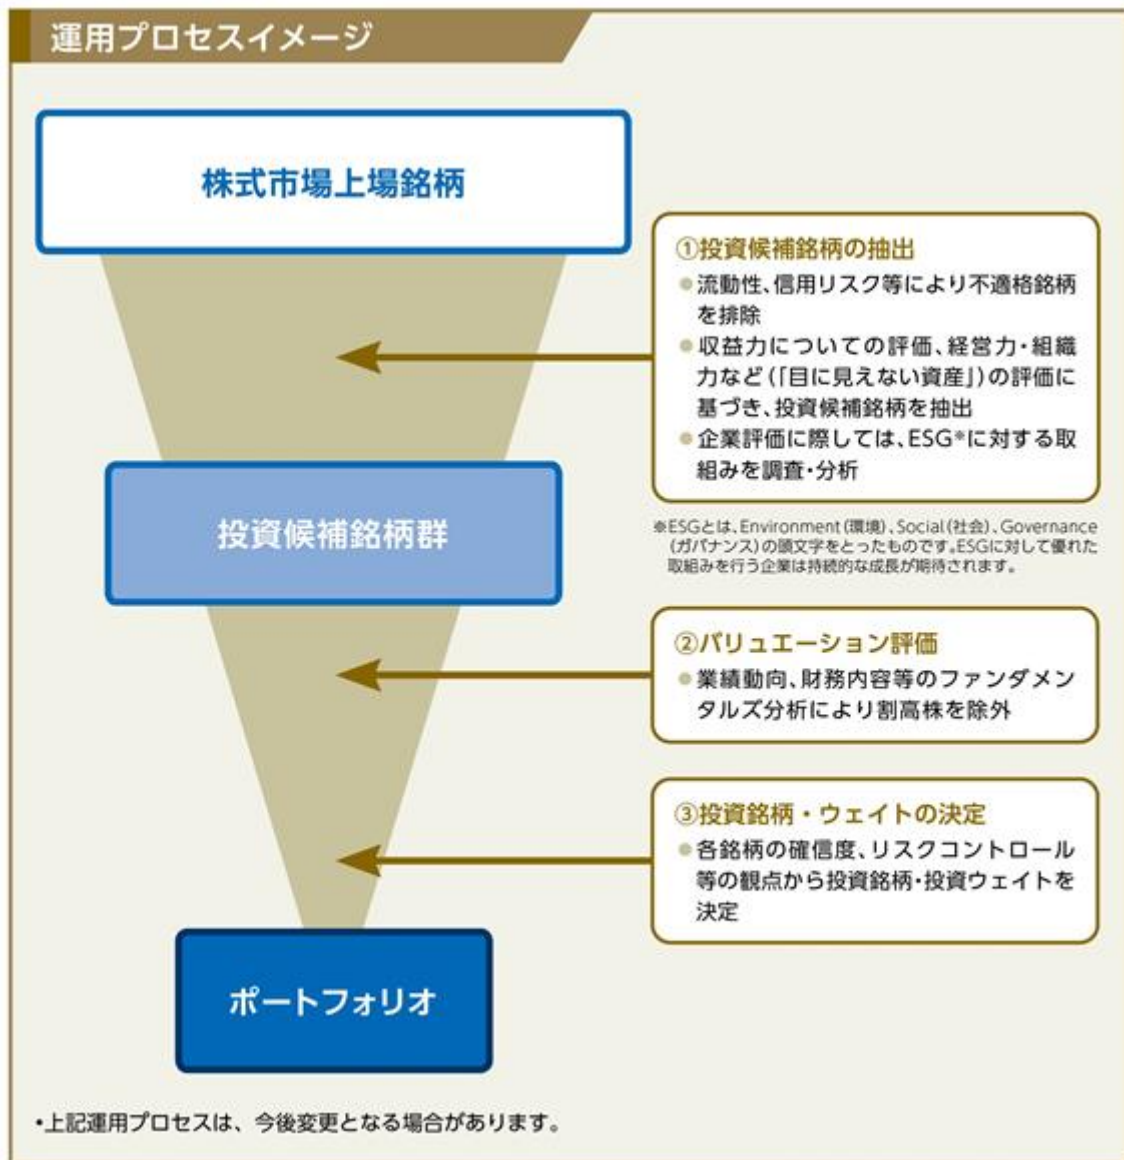 運用プロセスイメージ
株式市場上場銘柄
①投資候補銘柄の抽出
●流動性、信用リスク等により不適格銘柄
を排除
●収益力についての評価、経営力・組織
力など(「目に見えない資産」)の評価に
基づき、投資候補銘柄を抽出
●企業評価に際しては、ESG※に対する取
組みを調査・分析
※ESGとは、Environment(環境)、Social(社会)、Governance
(ガバナンス)の頭文字をとったものです。ESGに対して優れた
取組みを行う企業は持続的な成長が期待されます。
投資候補銘柄群
②バリュエーション評価
●業績動向、財務内容等のファンダメン
タルズ分析により割高株を除外
③投資銘柄・ウェイトの決定
●各銘柄の確信度、リスクコントロール
等の観点から投資銘柄・投資ウェイトを
決定
ポートフォリオ
•上記運用プロセスは、今後変更となる場合があります。